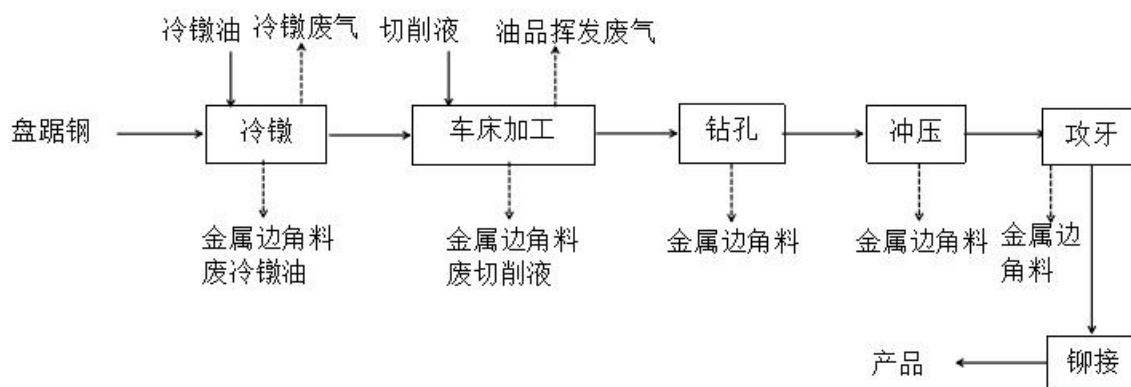 冷镦油
冷镦废气
切削液
油品挥发废气
盘踞钢
冷镦
车床加工
钻孔
冲压
攻牙
金属边角料
废冷镦油
金属边角料
废切削液
金属边角料
金属边角料
金属边
角料
产品
铆接